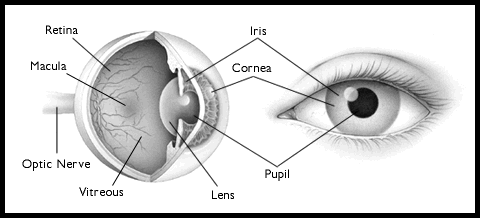 Retina
Iris
Macula
Cornea
Optic Nerve
Pupil
Vitreous
Lens